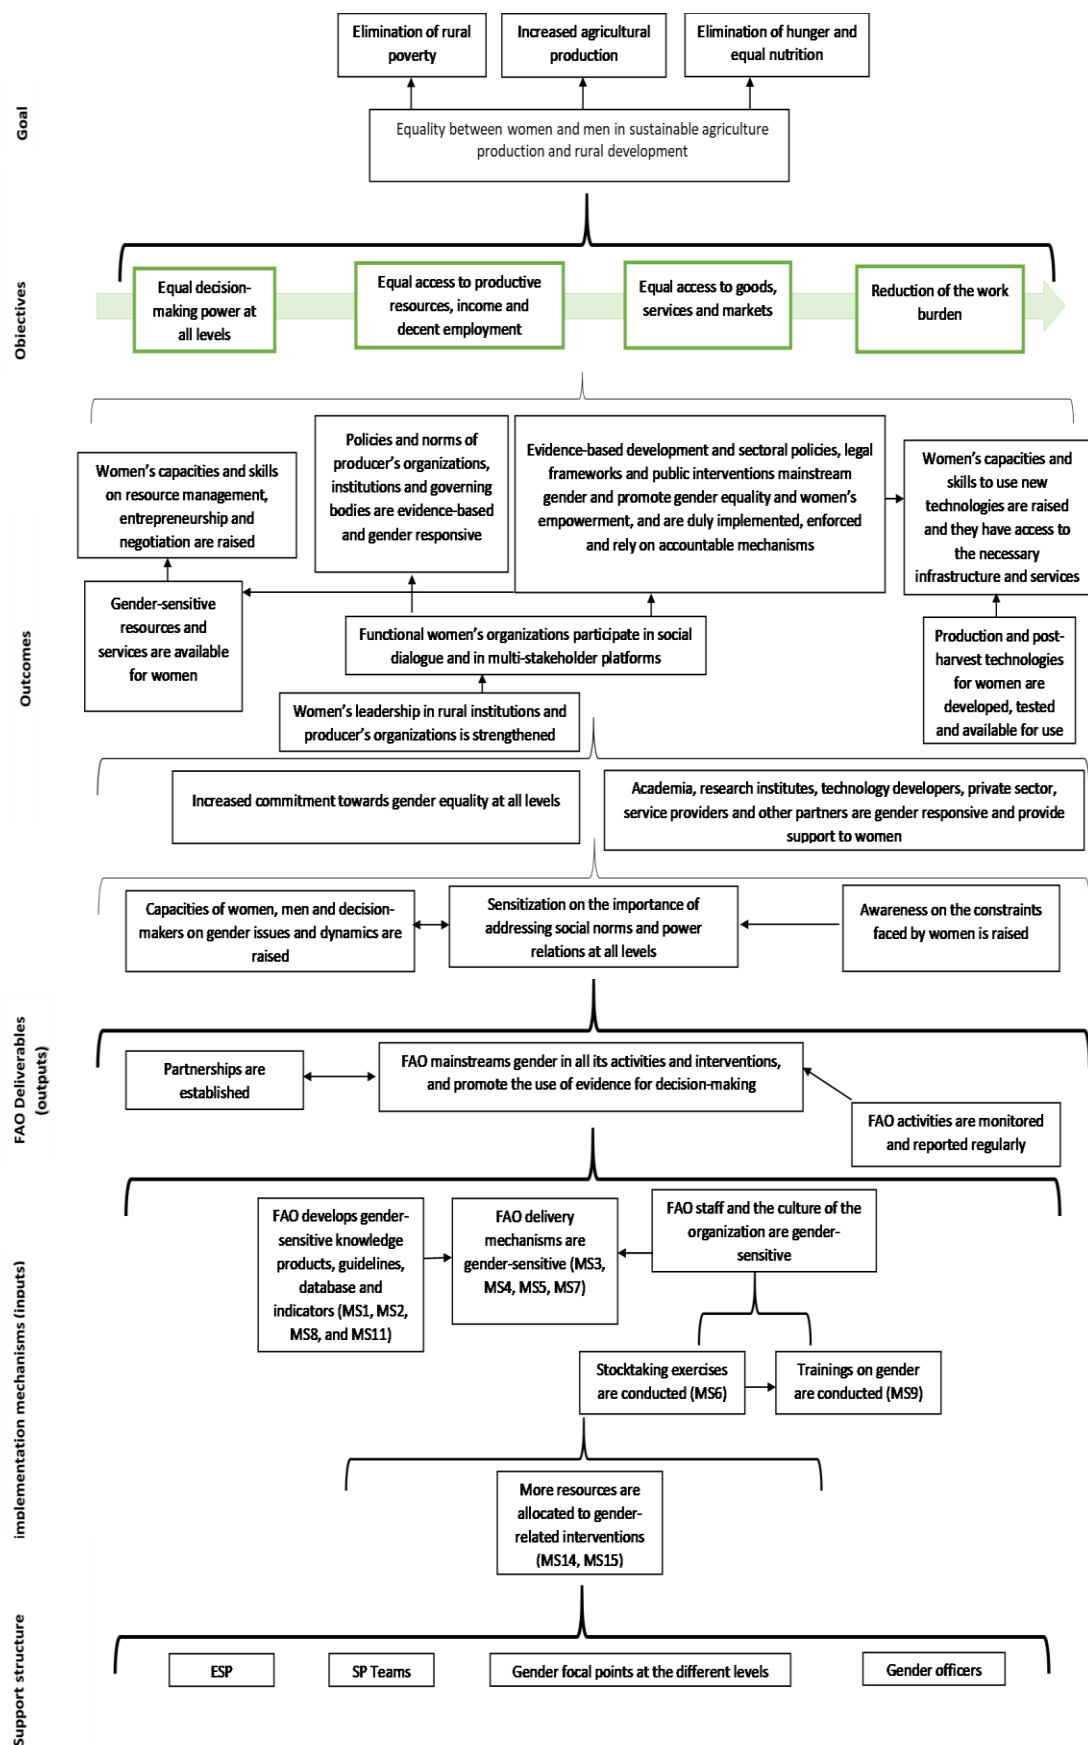 Goal
Elimination of rural
poverty
Increased agricultural
production
Elimination of hunger and
equal nutrition
Equality between women and men in sustainable agriculture
production and rural development
Objectives
Equal decision-
making power at
all levels
Equal access to productive
resources, income and
decent employment
Equal access to goods,
services and markets
Reduction of the work
burden
Outcomes
Women's capacities and skills
on resource management,
entrepreneurship and
negotiation are raised
Policies and norms of
producer's organizations,
institutions and governing
bodies are evidence-based
and gender responsive
Evidence-based development and sectoral policies, legal
frameworks and public interventions mainstream
gender and promote gender equality and women's
empowerment, and are duly implemented, enforced
and rely on accountable mechanisms
Women's capacities and
skills to use new
technologies are raised
and they have access to
the necessary
infrastructure and services
Gender-sensitive
resources and
services are available
for women
Functional women's organizations participate in social
dialogue and in multi-stakeholder platforms
Production and post-
harvest technologies
for women are
developed, tested
and available for use
Women's leadership in rural institutions and
producer's organizations is strengthened
Increased commitment towards gender equality at all levels
Academia, research institutes, technology developers, private sector,
service providers and other partners are gender responsive and provide
support to women
Capacities of women, men and decision-
makers on gender issues and dynamics are
raised
Sensitization on the importance of
addressing social norms and power
relations at all levels
Awareness on the constraints
faced by women is raised
FAO Deliverables
(outputs)
Partnerships are
established
FAO mainstreams gender in all its activities and interventions,
and promote the use of evidence for decision-making
FAO activities are monitored
and reported regularly
implementation mechanisms (inputs)
FAO develops gender-
sensitive knowledge
products, guidelines,
database and
indicators (MS1, MS2,
MS8, and MS11)
FAO delivery
mechanisms are
gender-sensitive (MS3,
MS4, MS5, MS7)
FAO staff and the culture of the
organization are gender-
sensitive
Stocktaking exercises
are conducted (MS6)
Trainings on gender
are conducted (MS9)
More resources are
allocated to gender-
related interventions
(MS14, MS15)
Support structure
ESP
SP Teams
Gender focal points at the different levels
Gender officers